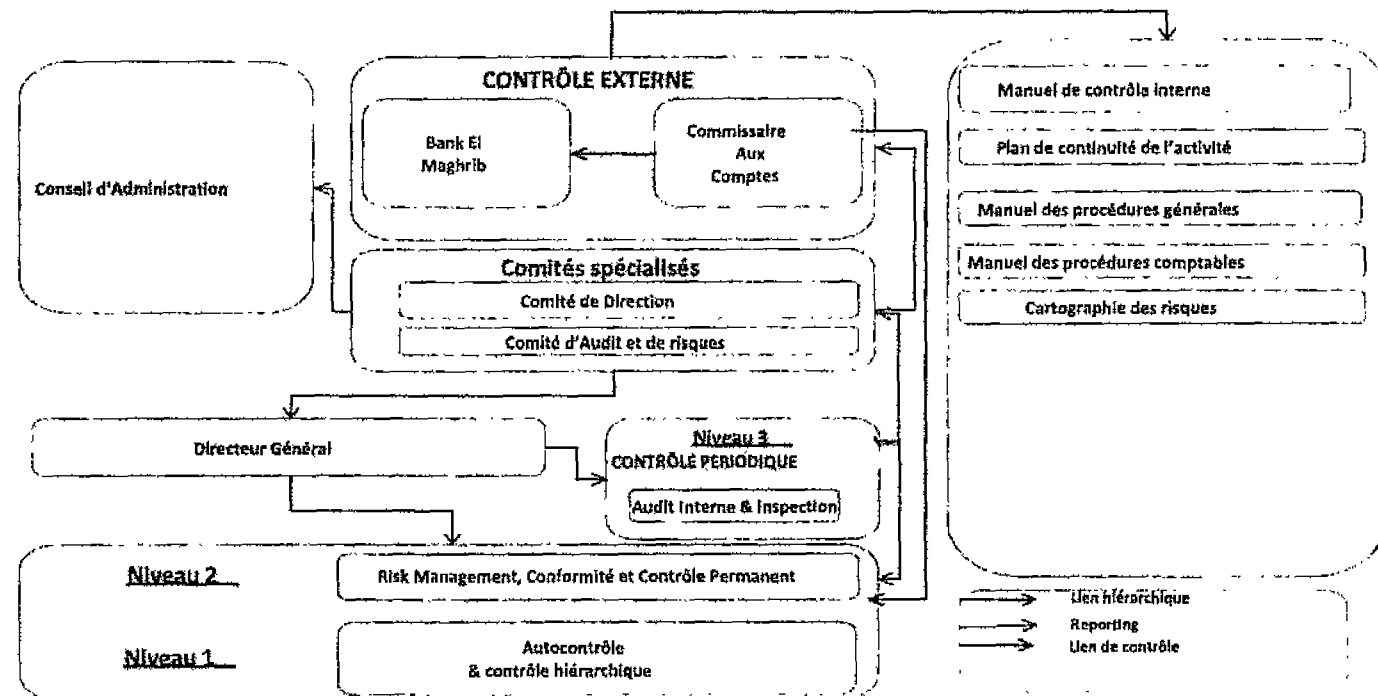 CONTRÔLE EXTERNE
Bank El
Maghrib
Commissaire
Aux
Comptes
Conseil d'Administration
Comités spécialisés
Comité de Direction
Comité d'Audit et de risques
Directeur Général
Niveau 3
CONTRÔLE PERIODIQUE
Audit Interne & Inspection
Niveau 2
Risk Management, Conformité et Contrôle Permanent
Niveau 1
Autocontrôle
& contrôle hiérarchique
Manuel de contrôle interne
Plan de continuité de l'activité
Manuel des procédures générales
Manuel des procédures comptables
Cartographie des risques
Lien hiérarchique
Reporting
Lien de contrôle